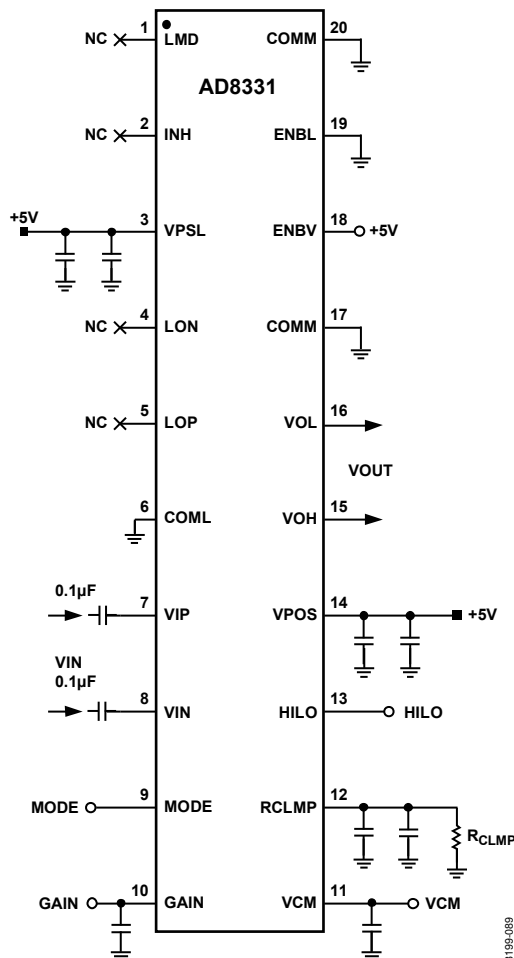 AD8331
NC 1 LMD
COMM 20
NC 2 INH
ENBL 19
+5V 3 VPSL
ENBV 18 +5V
NC 4 LON
COMM 17
NC 5 LOP
VOL 16
VOUT
6 COML
VOH 15
0.1µF
7 VIP
VPOS 14 +5V
VIN
0.1µF
8 VIN
HILO 13 HILO
MODE 9 MODE
RCLMP 12
RCLMP
GAIN 10 GAIN
VCM 11 VCM